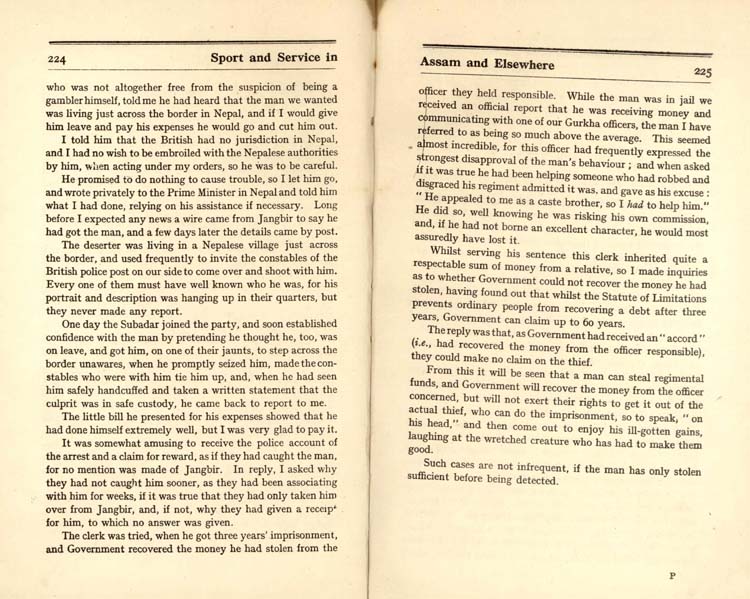 224 Sport and Service in
who was not altogether free from the suspicion of being a
gambler himself, told me he had heard that the man we wanted
was living just across the border in Nepal, and if I would give
him leave and pay his expenses he would go and cut him out.
I told him that the British had no jurisdiction in Nepal,
and I had no wish to be embroiled with the Nepalese authorities
by him, when acting under my orders, so he was to be careful.
He promised to do nothing to cause trouble, so I let him go,
and wrote privately to the Prime Minister in Nepal and told him
what I had done, relying on his assistance if necessary. Long
before I expected any news a wire came from Jangbir to say he
had got the man, and a few days later the details came by post.
The deserter was living in a Nepalese village just across
the border, and used frequently to invite the constables of the
British police post on our side to come over and shoot with him.
Every one of them must have well known who he was, for his
portrait and description was hanging up in their quarters, but
they never made any report.
One day the Subadar joined the party, and soon established
confidence with the man by pretending he thought he, too, was
on leave, and got him, on one of their jaunts, to step across the
border unawares, when he promptly seized him, made the con-
stables who were with him tie him up, and, when he had seen
him safely handcuffed and taken a written statement that the
culprit was in safe custody, he came back to report to me.
The little bill he presented for his expenses showed that he
had done himself extremely well, but I was very glad to pay it.
It was somewhat amusing to receive the police account of
the arrest and a claim for reward, as if they had caught the man,
for no mention was made of Jangbir. In reply, I asked why
they had not caught him sooner, as they had been associating
with him for weeks, if it was true that they had only taken him
over from Jangbir, and, if not, why they had given a receipt
for him, to which no answer was given.
The clerk was tried, when he got three years' imprisonment,
and Government recovered the money he had stolen from the
Assam and Elsewhere 225
officer they held responsible. While the man was in jail we
received an official report that he was receiving money and
communicating with one of our Gurkha officers, the man I have
referred to as being so much above the average. This seemed
almost incredible, for this officer had frequently expressed the
strongest disapproval of the man's behaviour; and when asked
if it was true he had been helping someone who had robbed and
disgraced his regiment admitted it was. and gave as his excuse :
" He appealed to me as a caste brother, so I had to help him."
He did so, well knowing he was risking his own commission,
and, if he had not borne an excellent character, he would most
assuredly have lost it.
Whilst serving his sentence this clerk inherited quite a
respectable sum of money from a relative, so I made inquiries
as to whether Government could not recover the money he had
stolen, having found out that whilst the Statute of Limitations
prevents ordinary people from recovering a debt after three
years, Government can claim up to 60 years.
The reply was that, as Government had received an " accord "
(i.e., had recovered the money from the officer responsible),
they could make no claim on the thief.
From this it will be seen that a man can steal regimental
funds, and Government will recover the money from the officer
concerned, but will not exert their rights to get it out of the
actual thief, who can do the imprisonment, so to speak, " on
his head," and then come out to enjoy his ill-gotten gains,
laughing at the wretched creature who has had to make them
good.
Such cases are not infrequent, if the man has only stolen
sufficient before being detected.
P